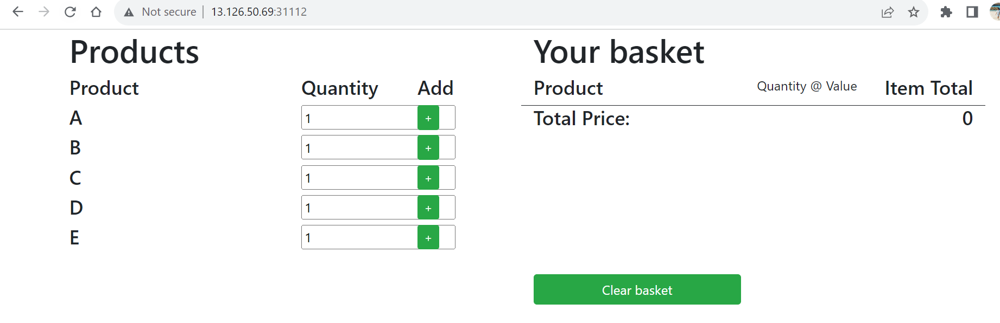 Not secure 13.126.50.69:31112
Products
Product Quantity Add
A 1 +
B 1 +
C 1 +
D 1 +
E 1 +
Your basket
Product Quantity @ Value Item Total
Total Price: 0
Clear basket